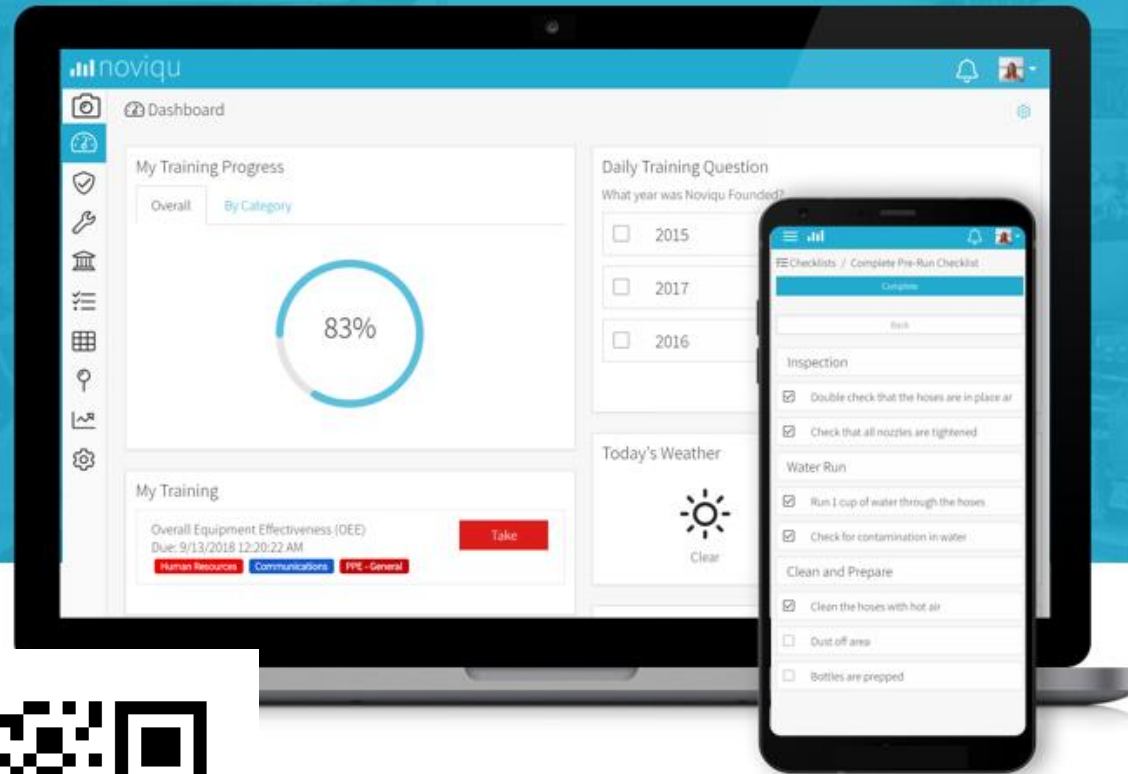 noviqu
Dashboard
My Training Progress
Overall By Category
83%
My Training
Overall Equipment Effectiveness (OEE)
Due: 9/13/2018 12:20:22 AM
Human Resources Communications PPE - General
Take
Daily Training Question
What year was Noviqu Founded?
2015
2017
2016
Today's Weather
Clear
Checklists / Complete Pre-Run Checklist
Complete
Back
Inspection
Double check that the hoses are in place ar
Check that all nozzles are tightened
Water Run
Run 1 cup of water through the hoses
Check for contamination in water
Clean and Prepare
Clean the hoses with hot air
Dust off area
Bottles are prepped